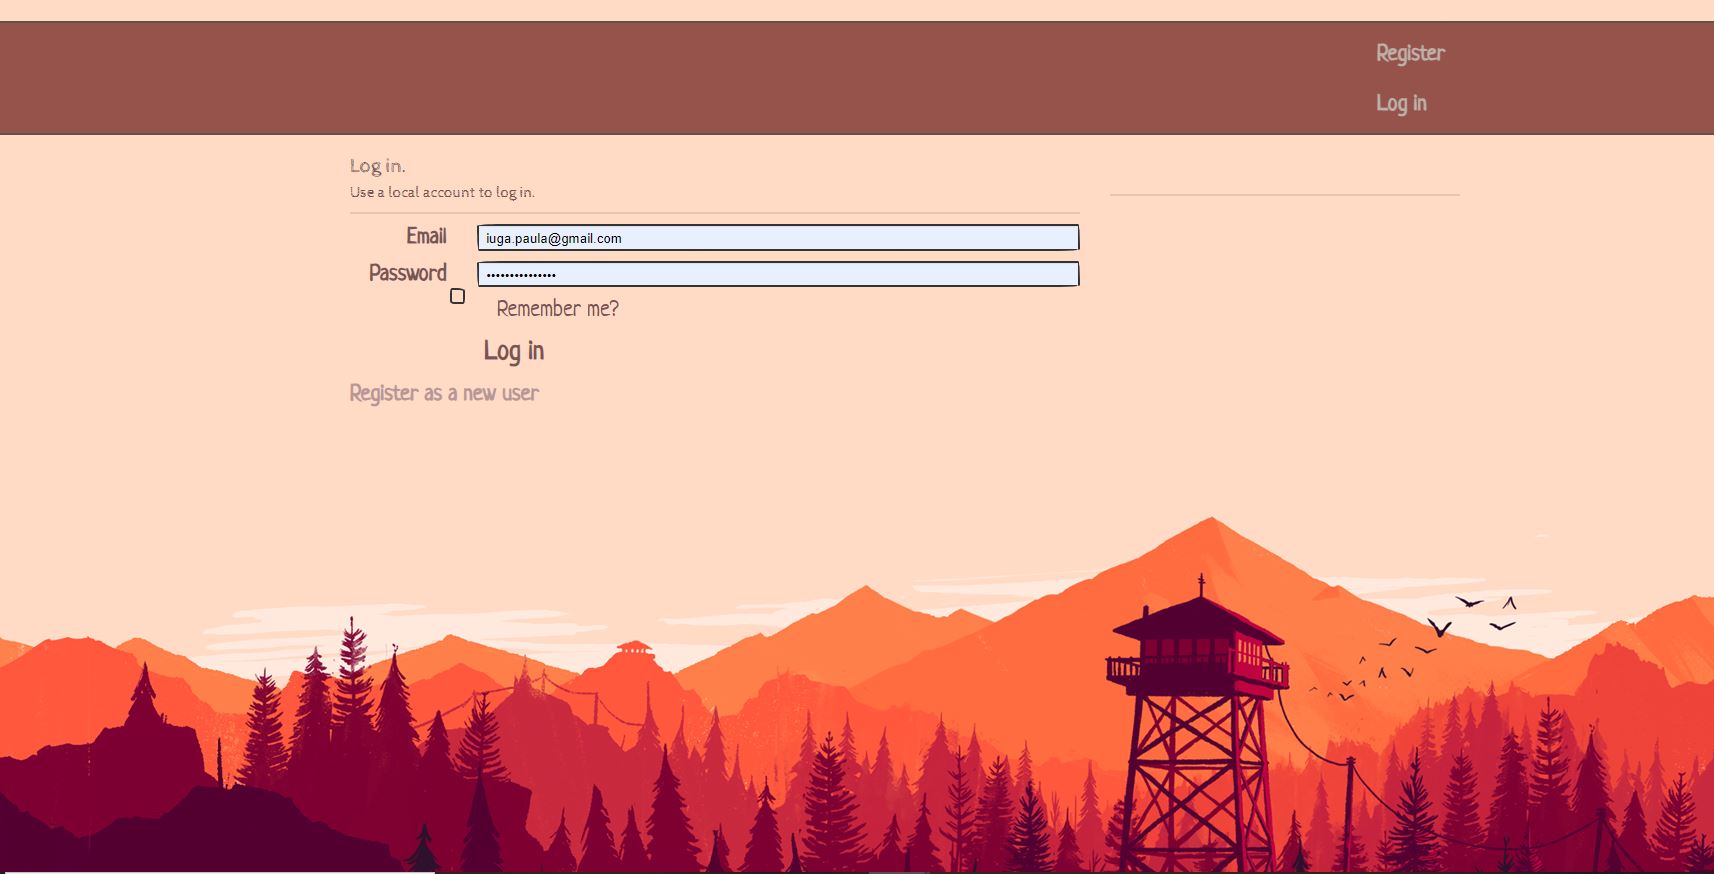 Register
Log in
Log in.
Use a local account to log in.
Email iuga.paula@gmail.com
Password •••••••••••••••
Remember me?
Log in
Register as a new user